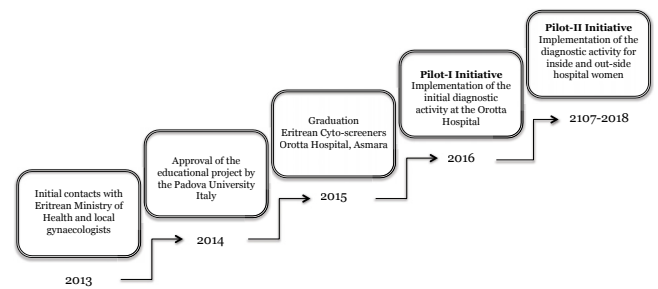 Initial contacts with
Eritrean Ministry of
Health and local
gynaecologists
2013
Approval of the
educational project by
the Padova University
Italy
2014
Graduation
Eritrean Cyto-screeners
Orotta Hospital, Asmara
2015
Pilot-I Initiative
Implementation of the
initial diagnostic
activity at the Orotta
Hospital
2016
Pilot-II Initiative
Implementation of the
diagnostic activity for
inside and out-side
hospital women
2107-2018